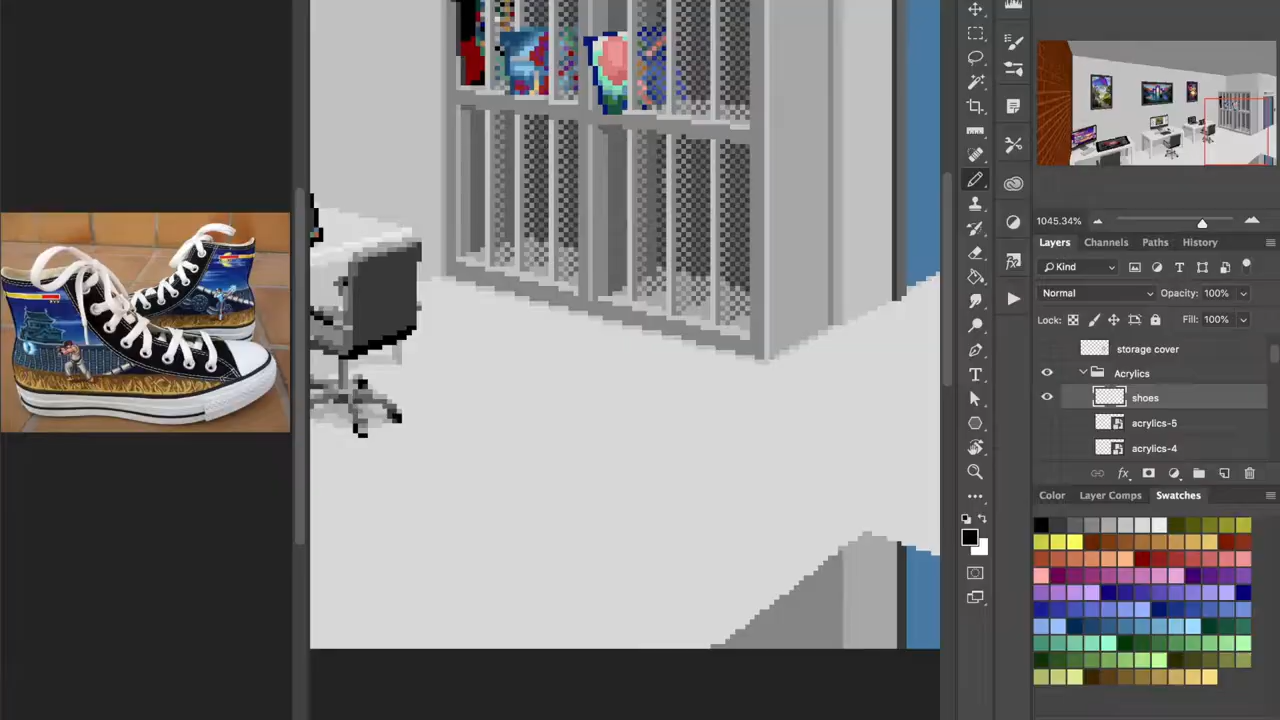 1045.34%
Layers Channels Paths History
Kind
Normal Opacity: 100%
Lock: Fill: 100%
storage cover
Acrylics
shoes
acrylics-5
acrylics-4
fx
Color Layer Comps Swatches